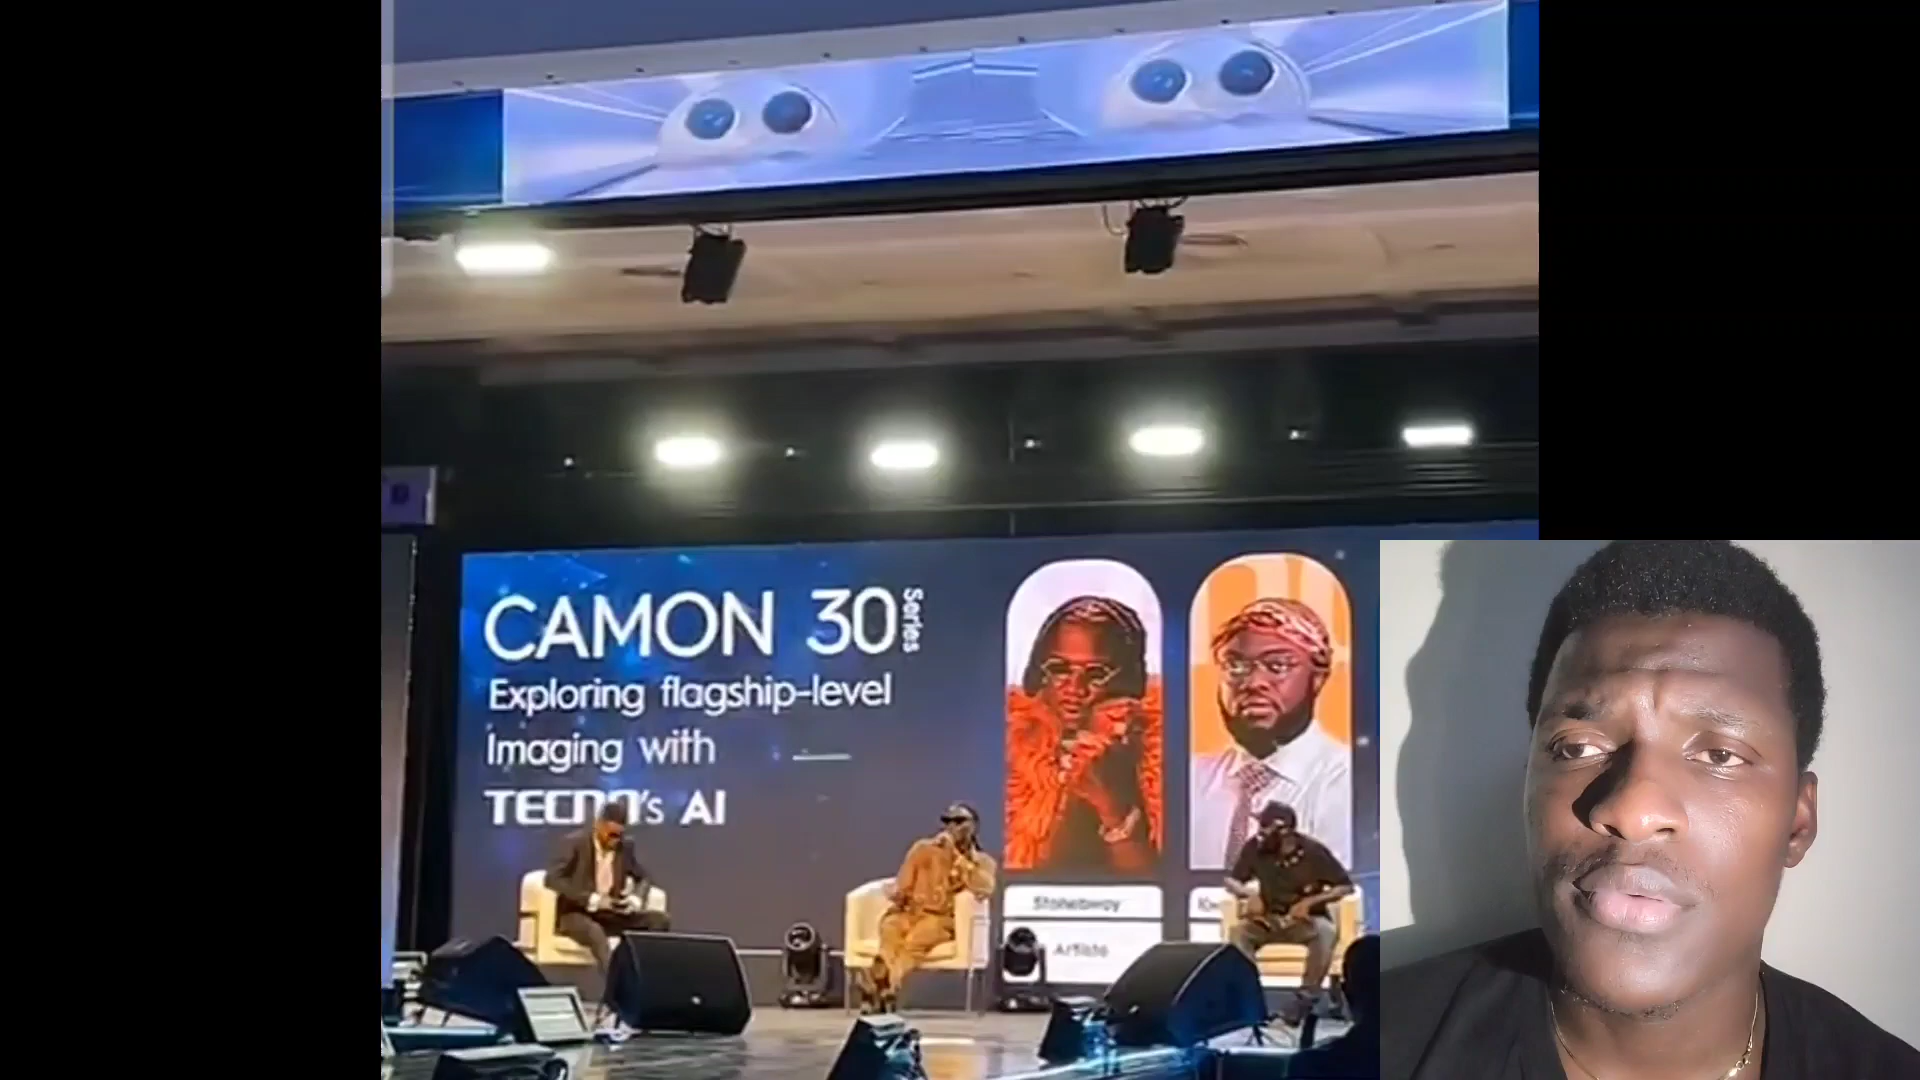 CAMON 30 Series
Exploring flagship-level
Imaging with
TECNO's AI
Stonebwoy
Artiste